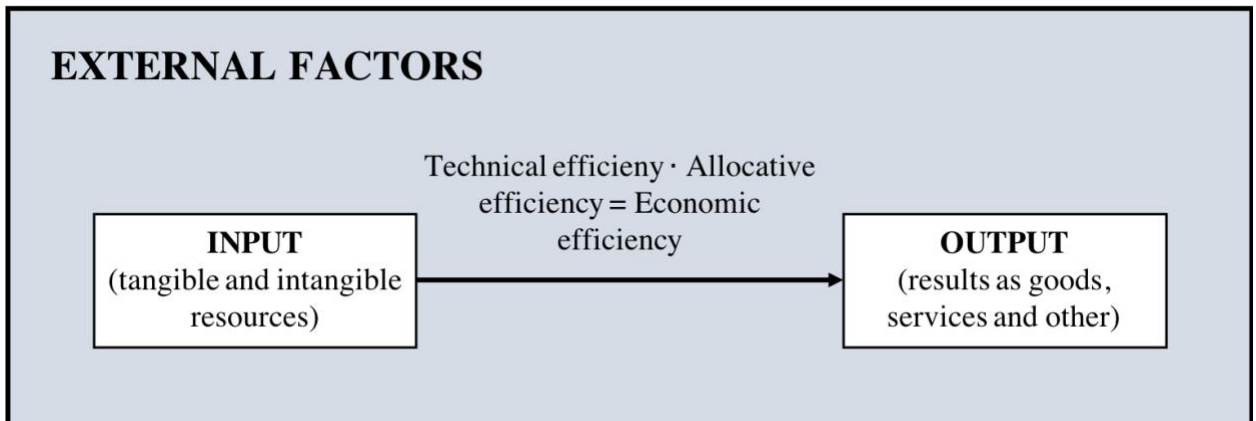 EXTERNAL FACTORS
Technical efficieny · Allocative
efficiency = Economic
efficiency
INPUT
(tangible and intangible
resources)
OUTPUT
(results as goods,
services and other)